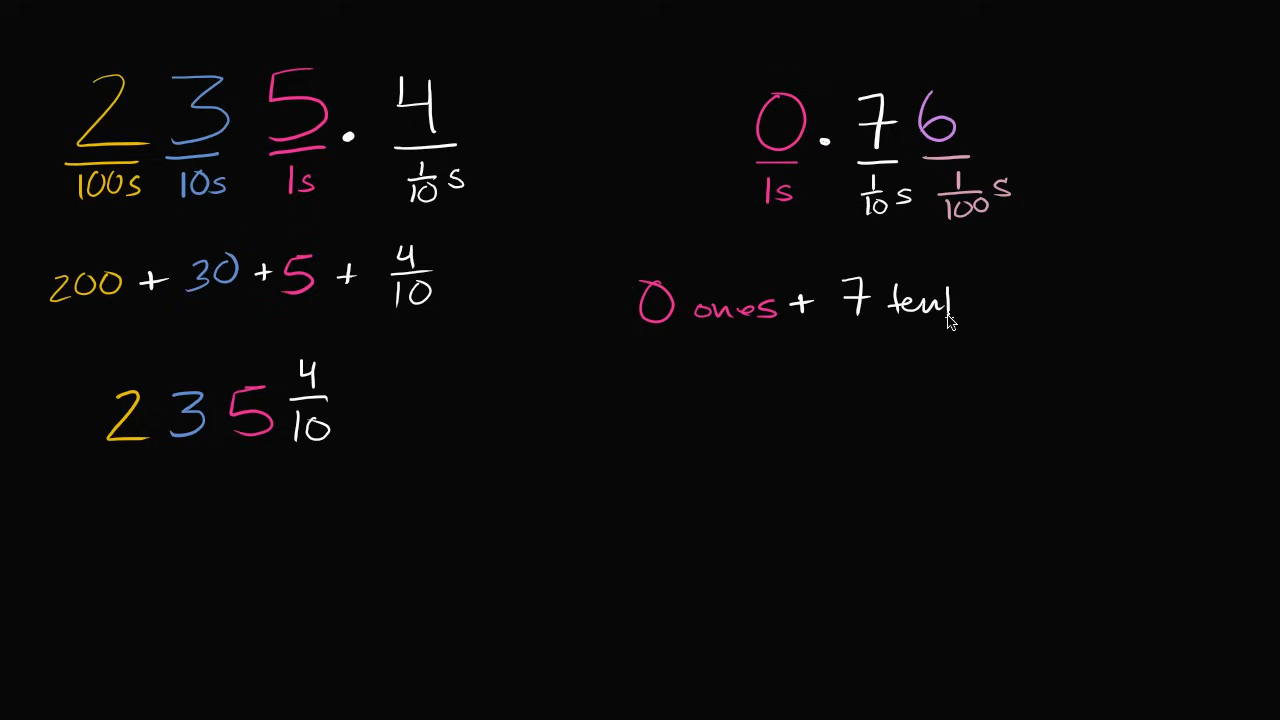 2 3 5 . 4
100s 10s 1s 1/10 s
200 + 30 + 5 + 4/10
2 3 5 4/10
0 . 7 6
1s 1/10 s 1/100 s
0 ones + 7 ten